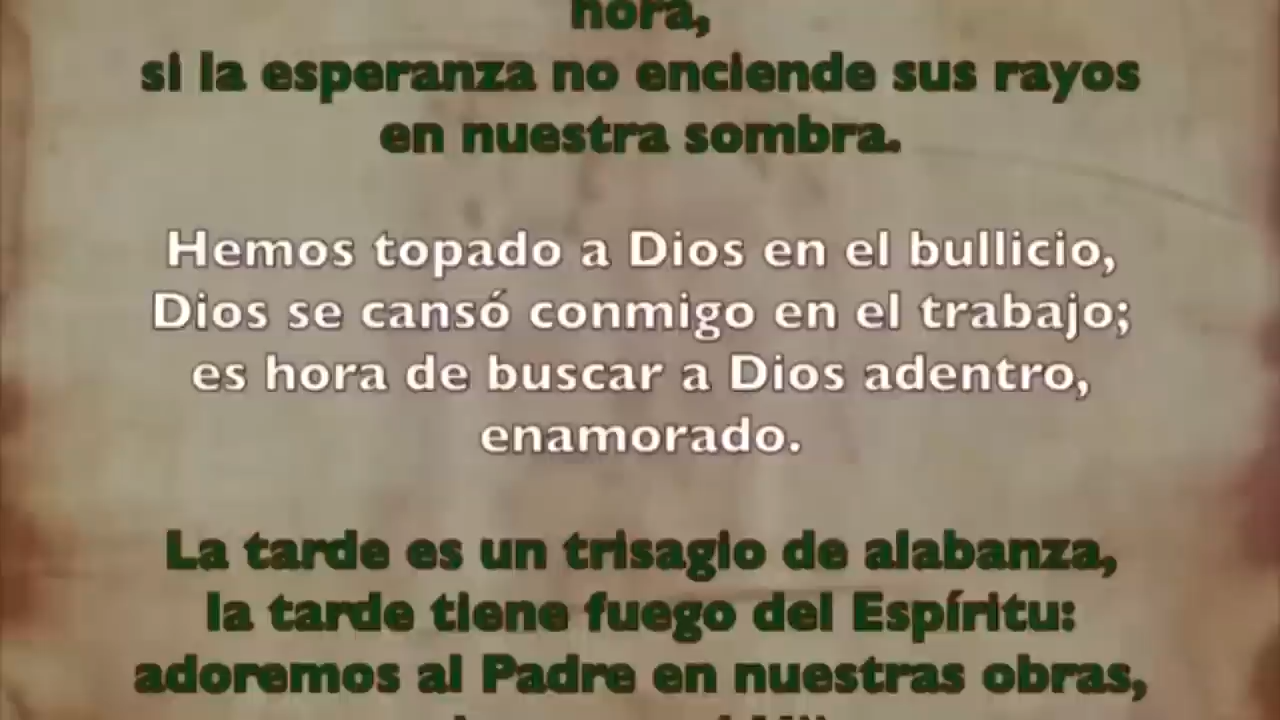 hora,
si la esperanza no enciende sus rayos
en nuestra sombra.
Hemos topado a Dios en el bullicio,
Dios se cansó conmigo en el trabajo;
es hora de buscar a Dios adentro,
enamorado.
La tarde es un trisagio de alabanza,
la tarde tiene fuego del Espíritu:
adoremos al Padre en nuestras obras,